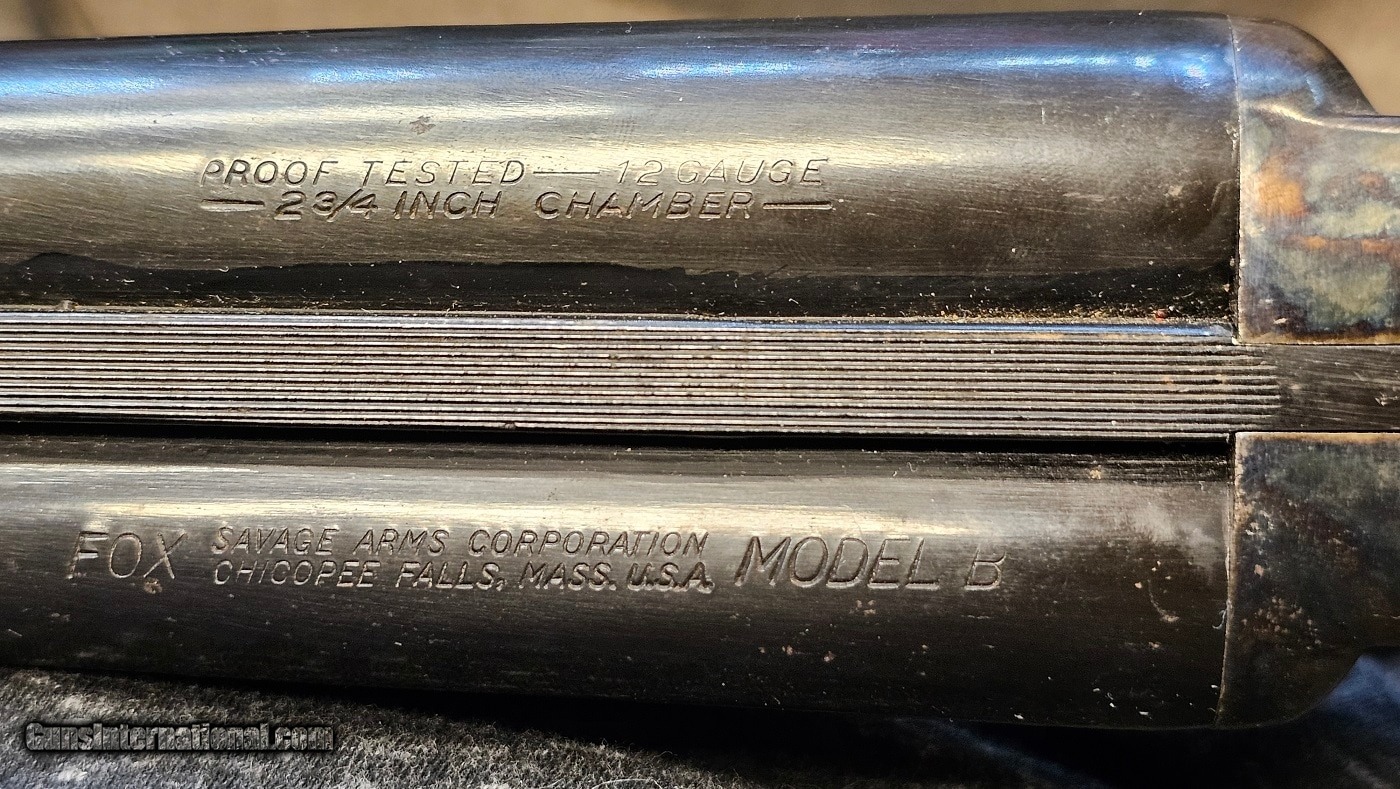 PROOF TESTED — 12 GAUGE
— 2 3/4 INCH CHAMBER —
FOX SAVAGE ARMS CORPORATION MODEL B
CHICOPEE FALLS, MASS. U.S.A.
GunsInternational.com